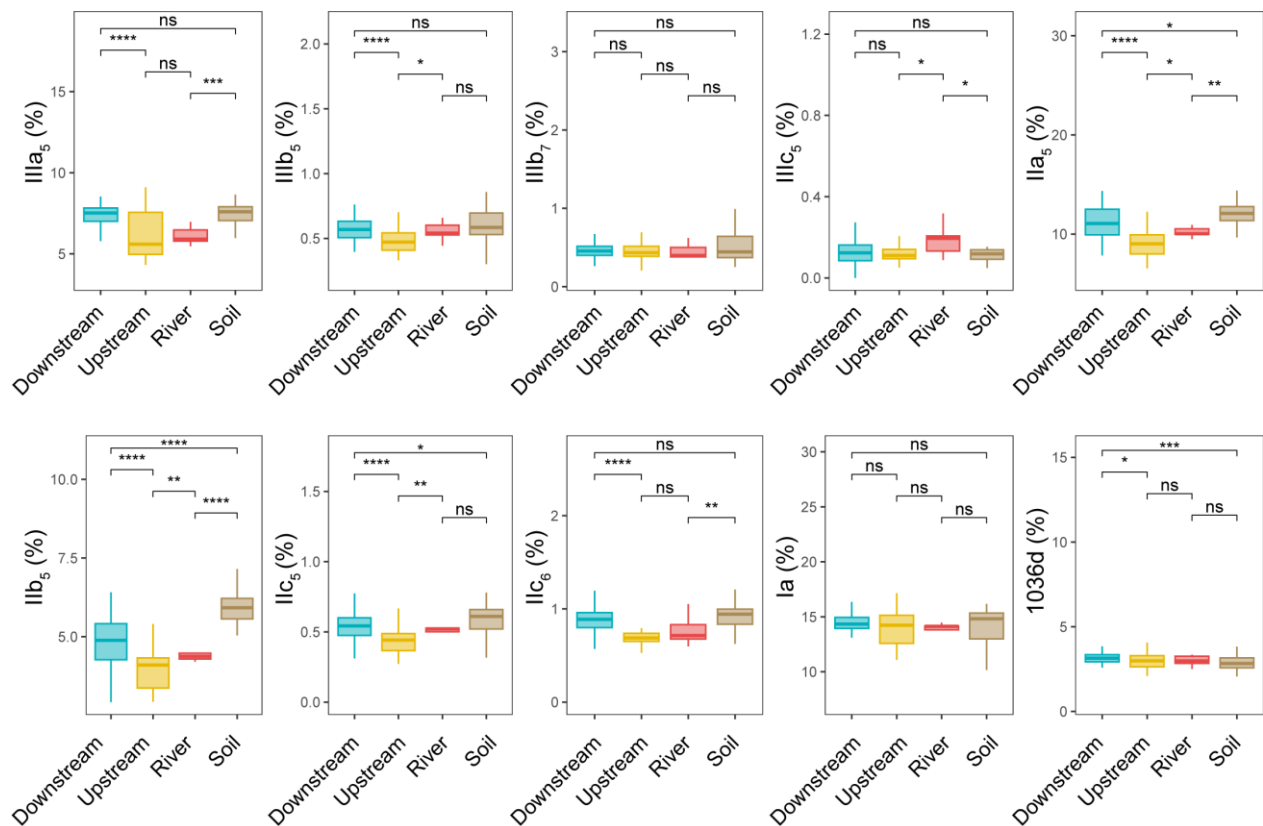 IIIa5 (%)
15
10
5
ns
****
ns
***
Downstream
Upstream
River
Soil
IIIb5 (%)
2.0
1.5
1.0
0.5
ns
****
*
ns
Downstream
Upstream
River
Soil
IIIb7 (%)
3
2
1
0
ns
ns
ns
ns
Downstream
Upstream
River
Soil
IIIc5 (%)
1.2
0.8
0.4
0.0
ns
ns
*
*
Downstream
Upstream
River
Soil
IIa5 (%)
30
20
10
*
****
*
**
Downstream
Upstream
River
Soil
IIb5 (%)
10.0
7.5
5.0
****
****
**
****
Downstream
Upstream
River
Soil
IIc5 (%)
1.5
1.0
0.5
0.0
*
****
**
ns
Downstream
Upstream
River
Soil
IIc6 (%)
2
1
0
ns
****
ns
**
Downstream
Upstream
River
Soil
Ia (%)
30
25
20
15
10
ns
ns
ns
ns
Downstream
Upstream
River
Soil
1036d (%)
15
12
9
6
3
0
***
*
ns
ns
Downstream
Upstream
River
Soil